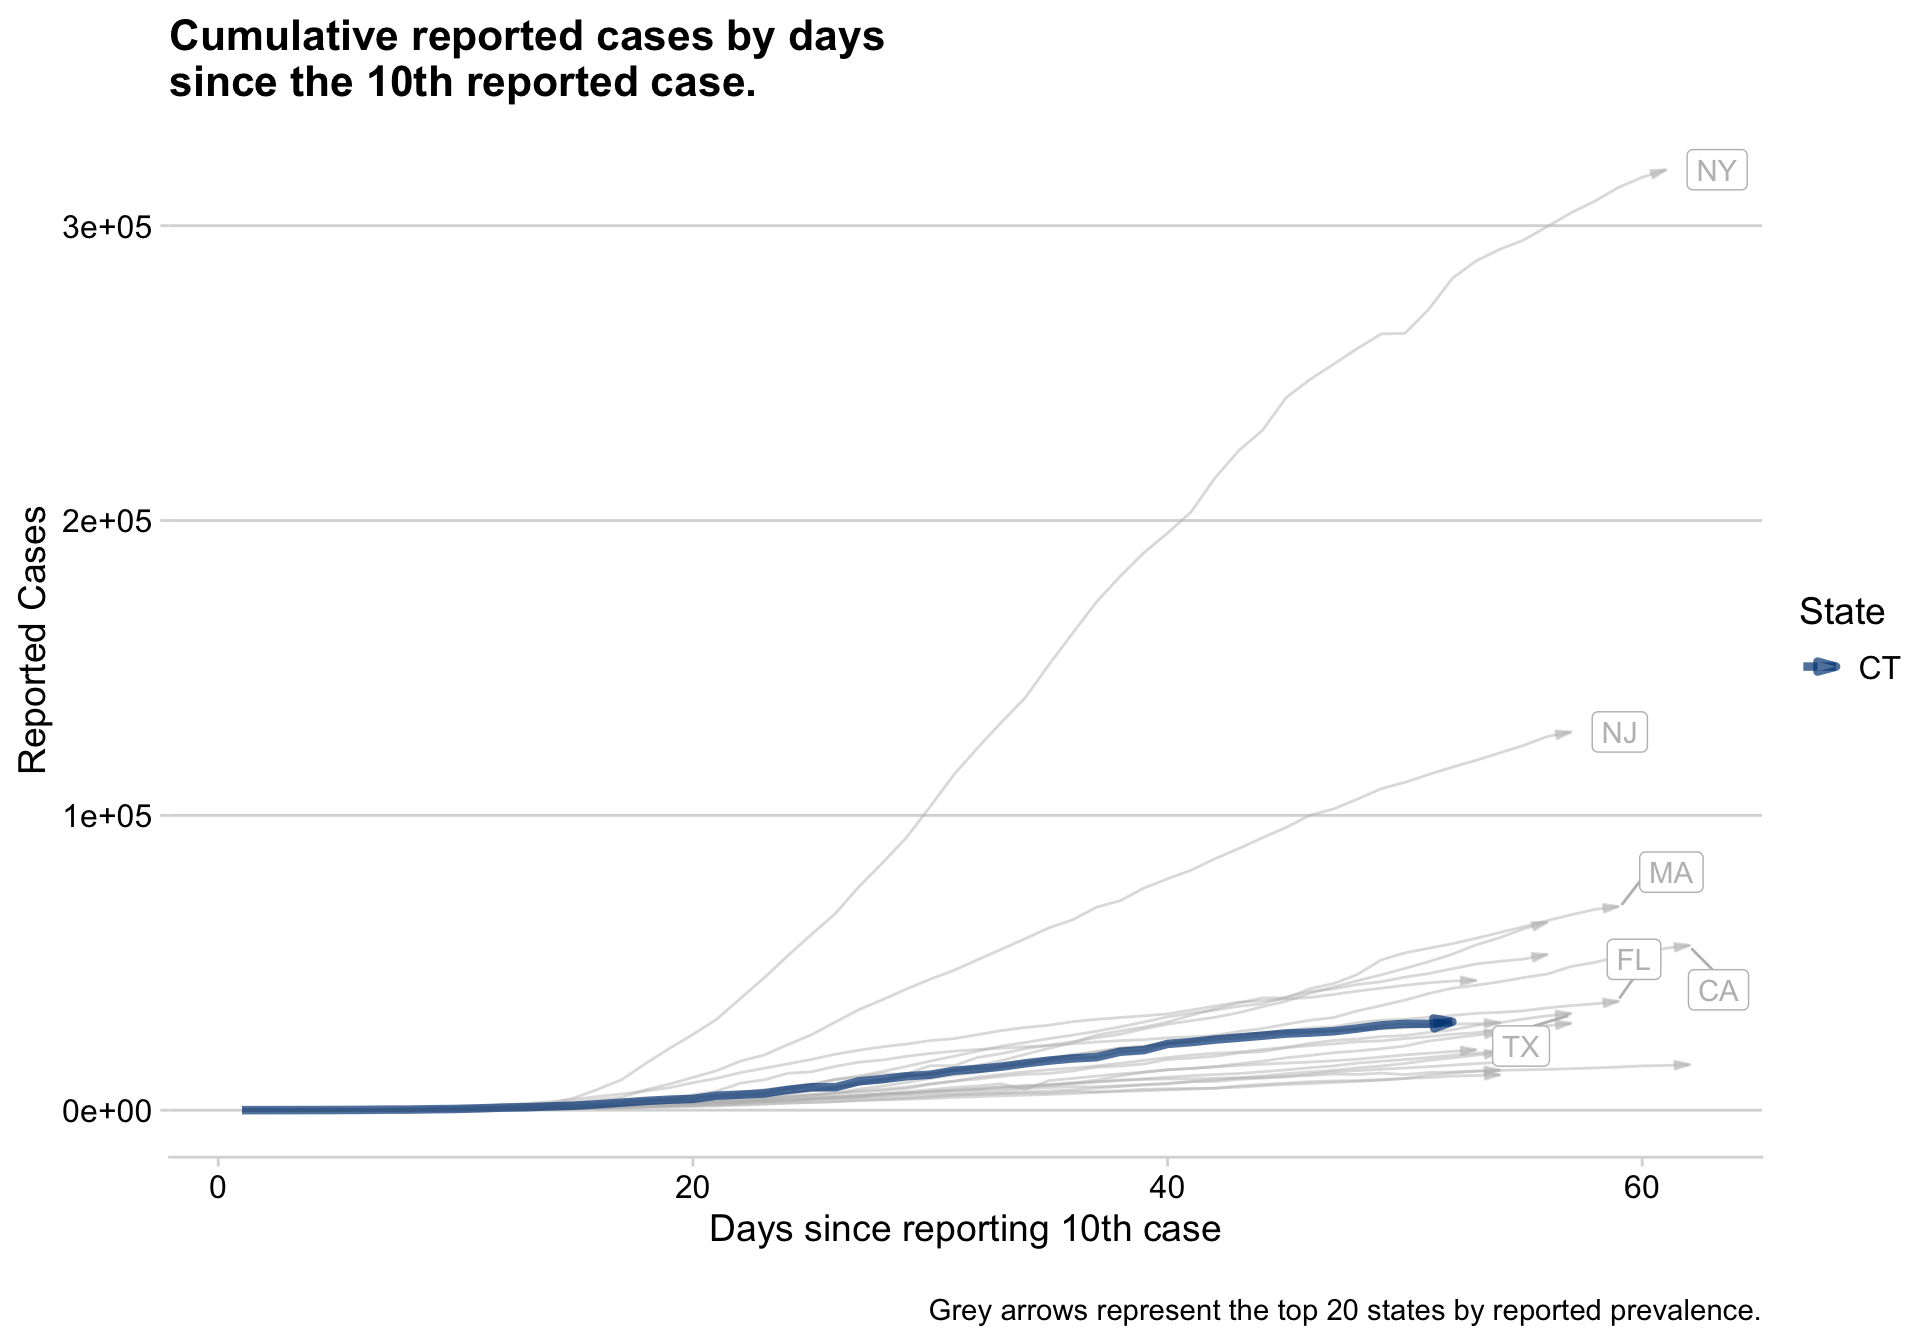 Cumulative reported cases by days
since the 10th reported case.
NY
3e+05
2e+05
Reported Cases
State
CT
NJ
1e+05
MA
FL
CA
TX
0e+00
0 20 40 60
Days since reporting 10th case
Grey arrows represent the top 20 states by reported prevalence.